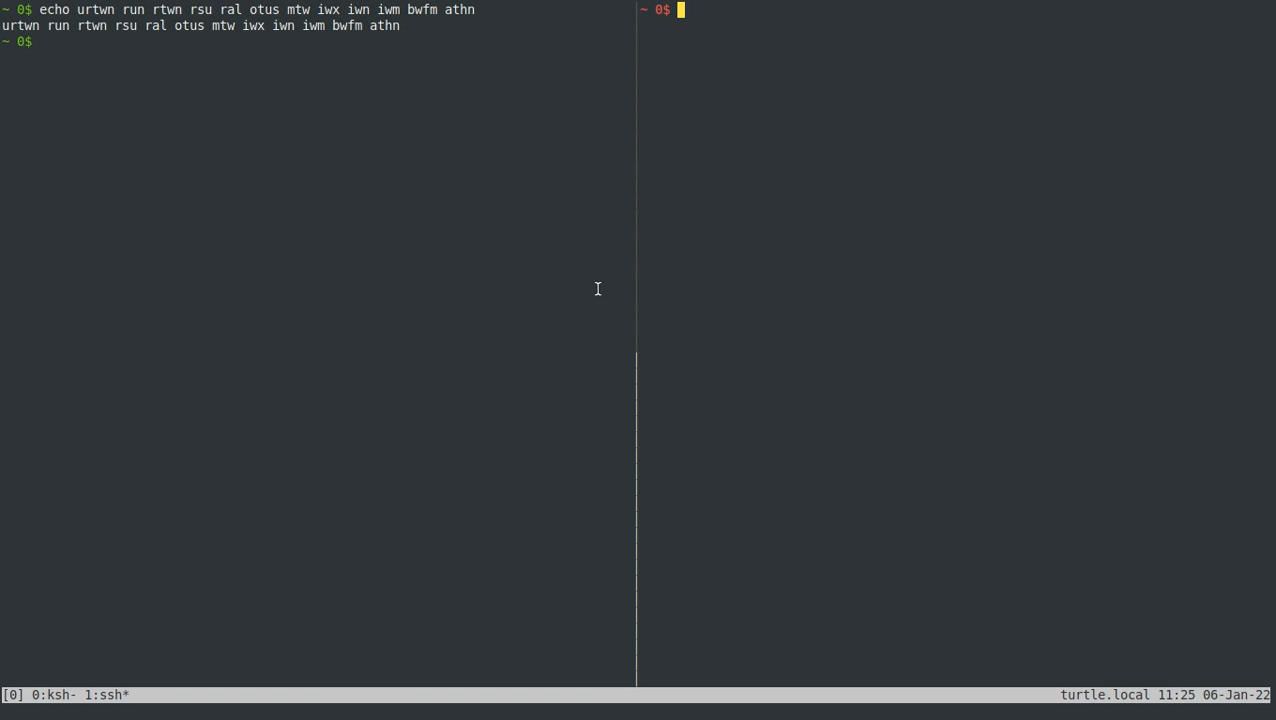 ~ 0$ echo urtwn run rtwn rsu ral otus mtw iwx iwn iwm bwfm athn
urtwn run rtwn rsu ral otus mtw iwx iwn iwm bwfm athn
~ 0$
~ 0$
[0] 0:ksh- 1:ssh* turtle.local 11:25 06-Jan-22